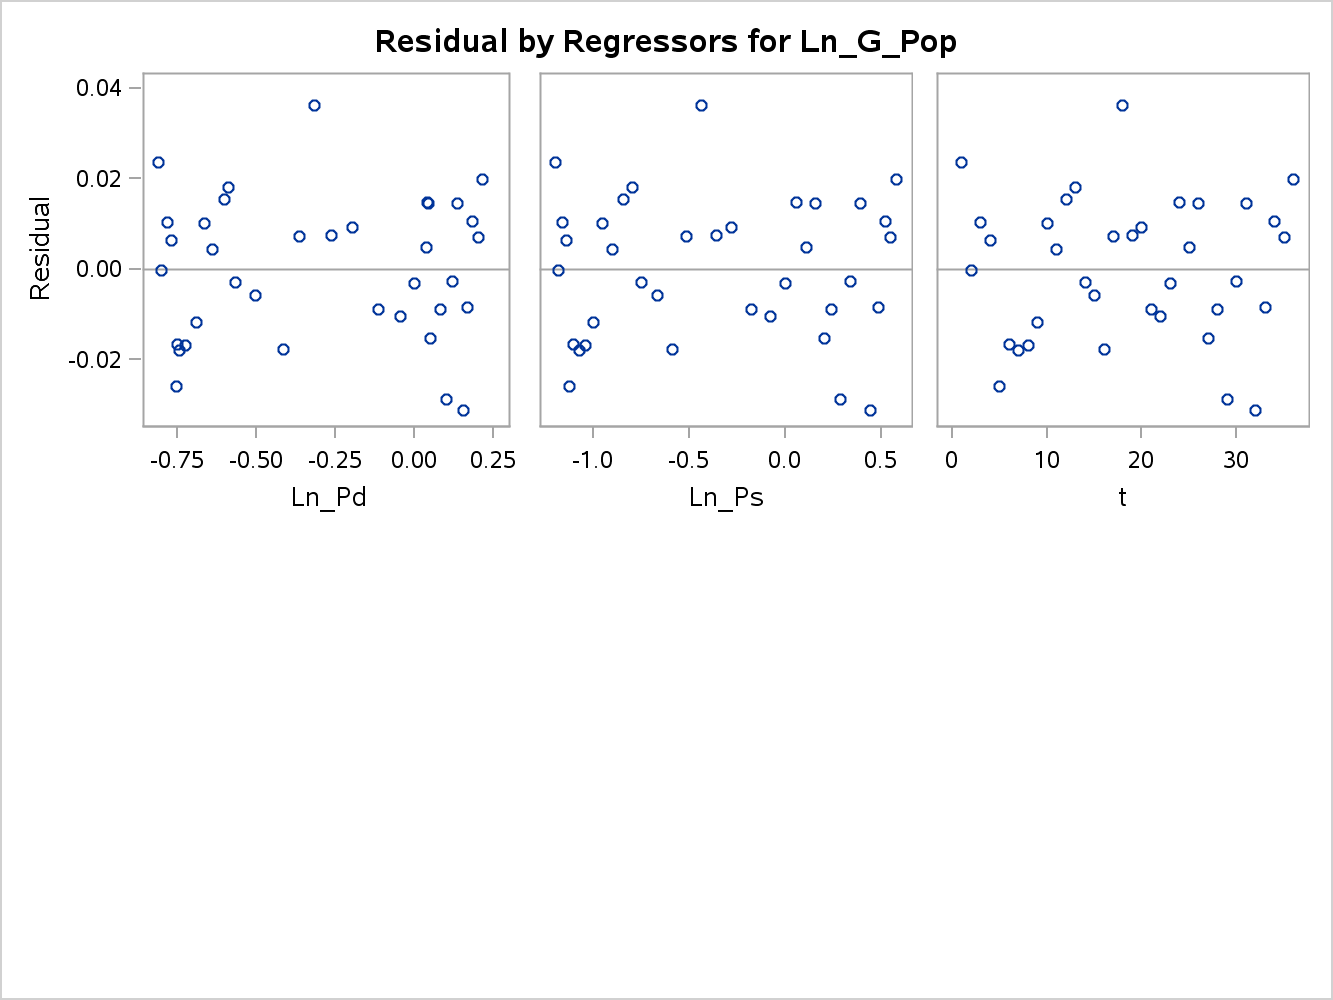 Residual by Regressors for Ln_G_Pop
Residual
0.04
0.02
0.00
-0.02
-0.75 -0.50 -0.25 0.00 0.25
Ln_Pd
-1.0 -0.5 0.0 0.5
Ln_Ps
0 10 20 30
t